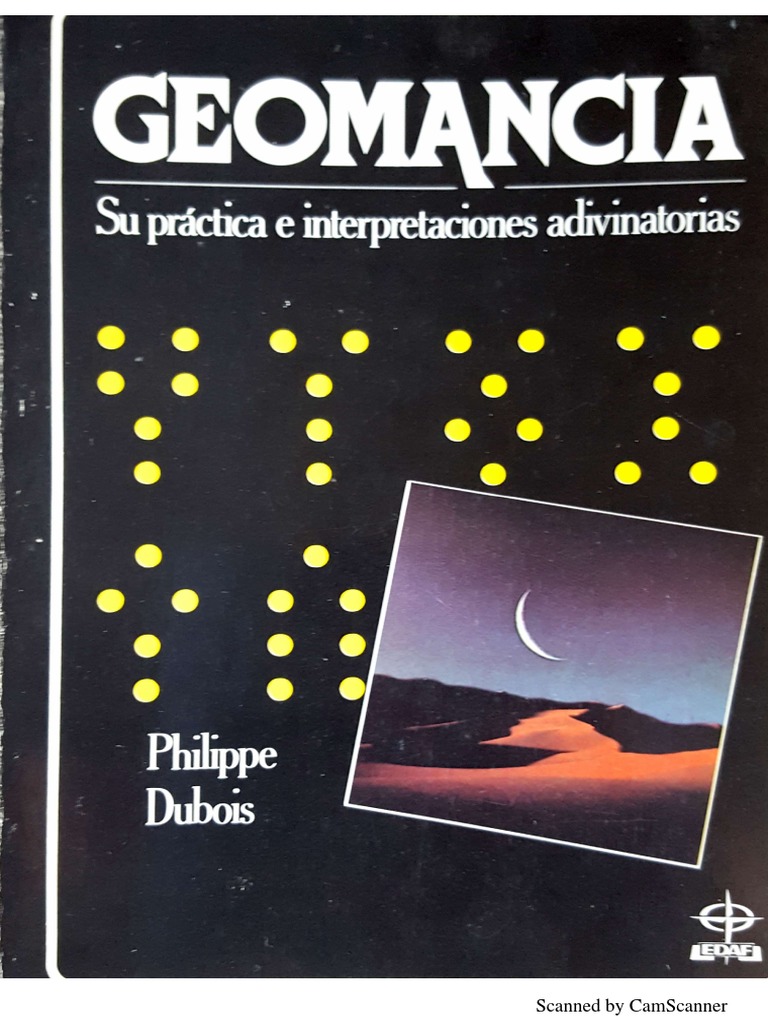 GEOMANCIA
Su práctica e interpretaciones adivinatorias
Philippe
Dubois
EDAF
Scanned by CamScanner